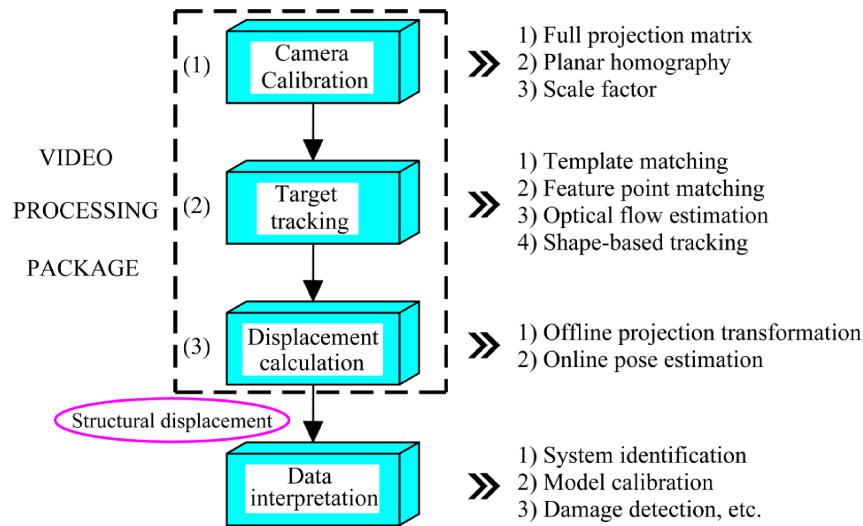 (1)
Camera
Calibration
1) Full projection matrix
2) Planar homography
3) Scale factor
VIDEO
PROCESSING
PACKAGE
(2)
Target
tracking
1) Template matching
2) Feature point matching
3) Optical flow estimation
4) Shape-based tracking
(3)
Displacement
calculation
1) Offline projection transformation
2) Online pose estimation
Structural displacement
Data
interpretation
1) System identification
2) Model calibration
3) Damage detection, etc.